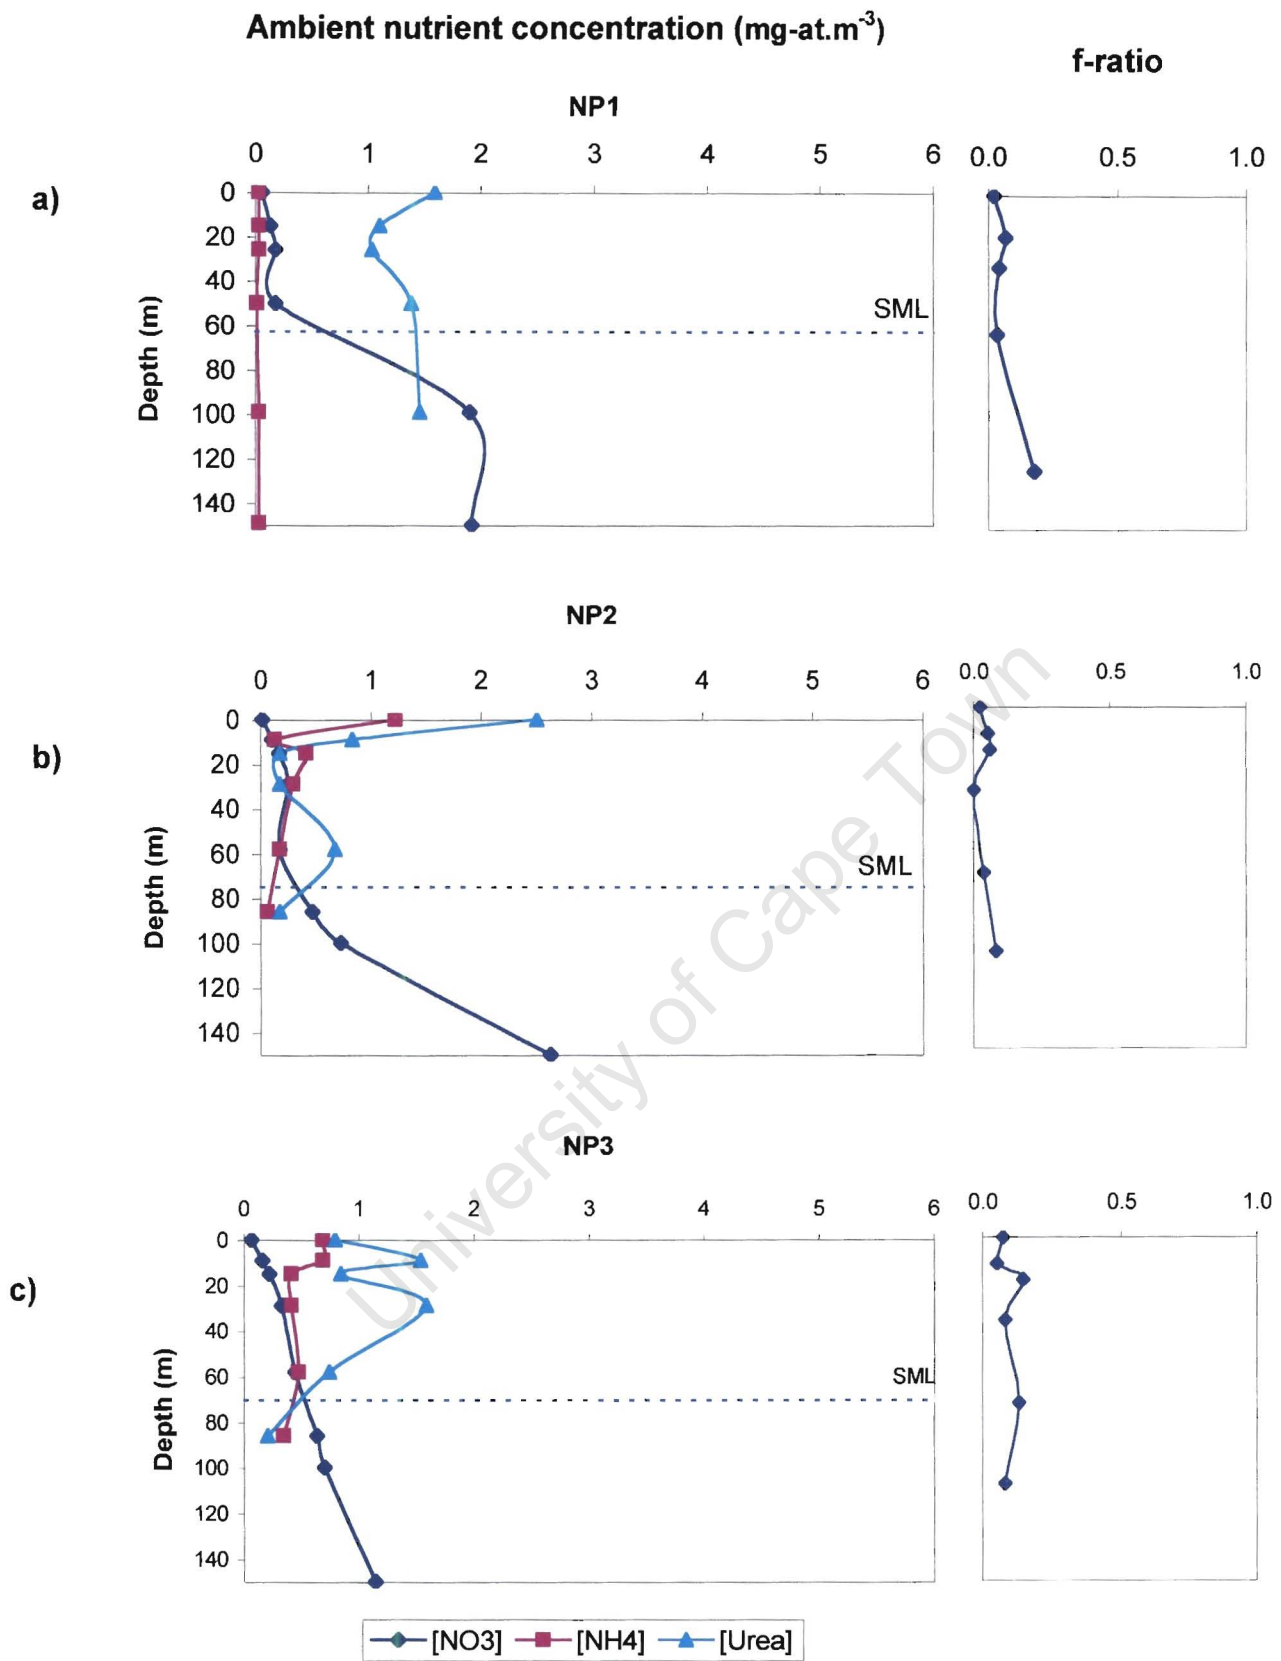 Ambient nutrient concentration (mg-at.m-3)
f-ratio
NP1
0 1 2 3 4 5 6
0.0 0.5 1.0
a)
0
20
40
60
80
100
120
140
Depth (m)
SML
NP2
0 1 2 3 4 5 6
0.0 0.5 1.0
b)
0
20
40
60
80
100
120
140
Depth (m)
SML
NP3
0 1 2 3 4 5 6
0.0 0.5 1.0
c)
0
20
40
60
80
100
120
140
Depth (m)
SML
[NO3] [NH4] [Urea]
University of Cape Town